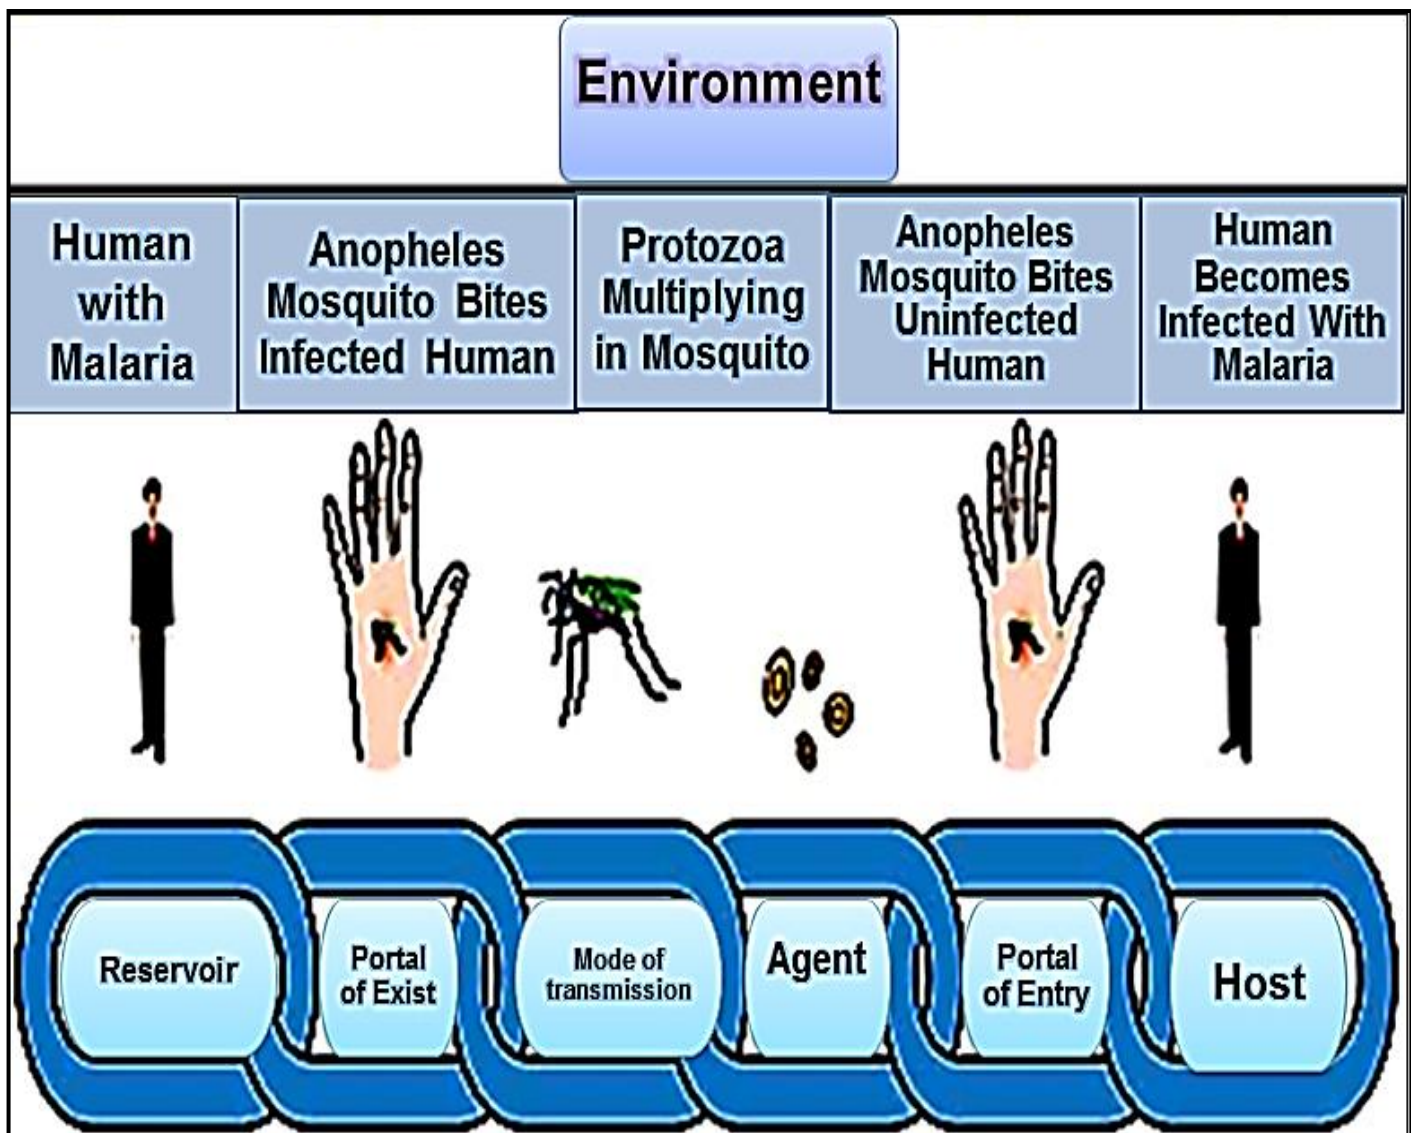 Environment
Human
with
Malaria
Anopheles
Mosquito Bites
Infected Human
Protozoa
Multiplying
in Mosquito
Anopheles
Mosquito Bites
Uninfected
Human
Human
Becomes
Infected With
Malaria
Reservoir
Portal
of Exist
Mode of
transmission
Agent
Portal
of Entry
Host